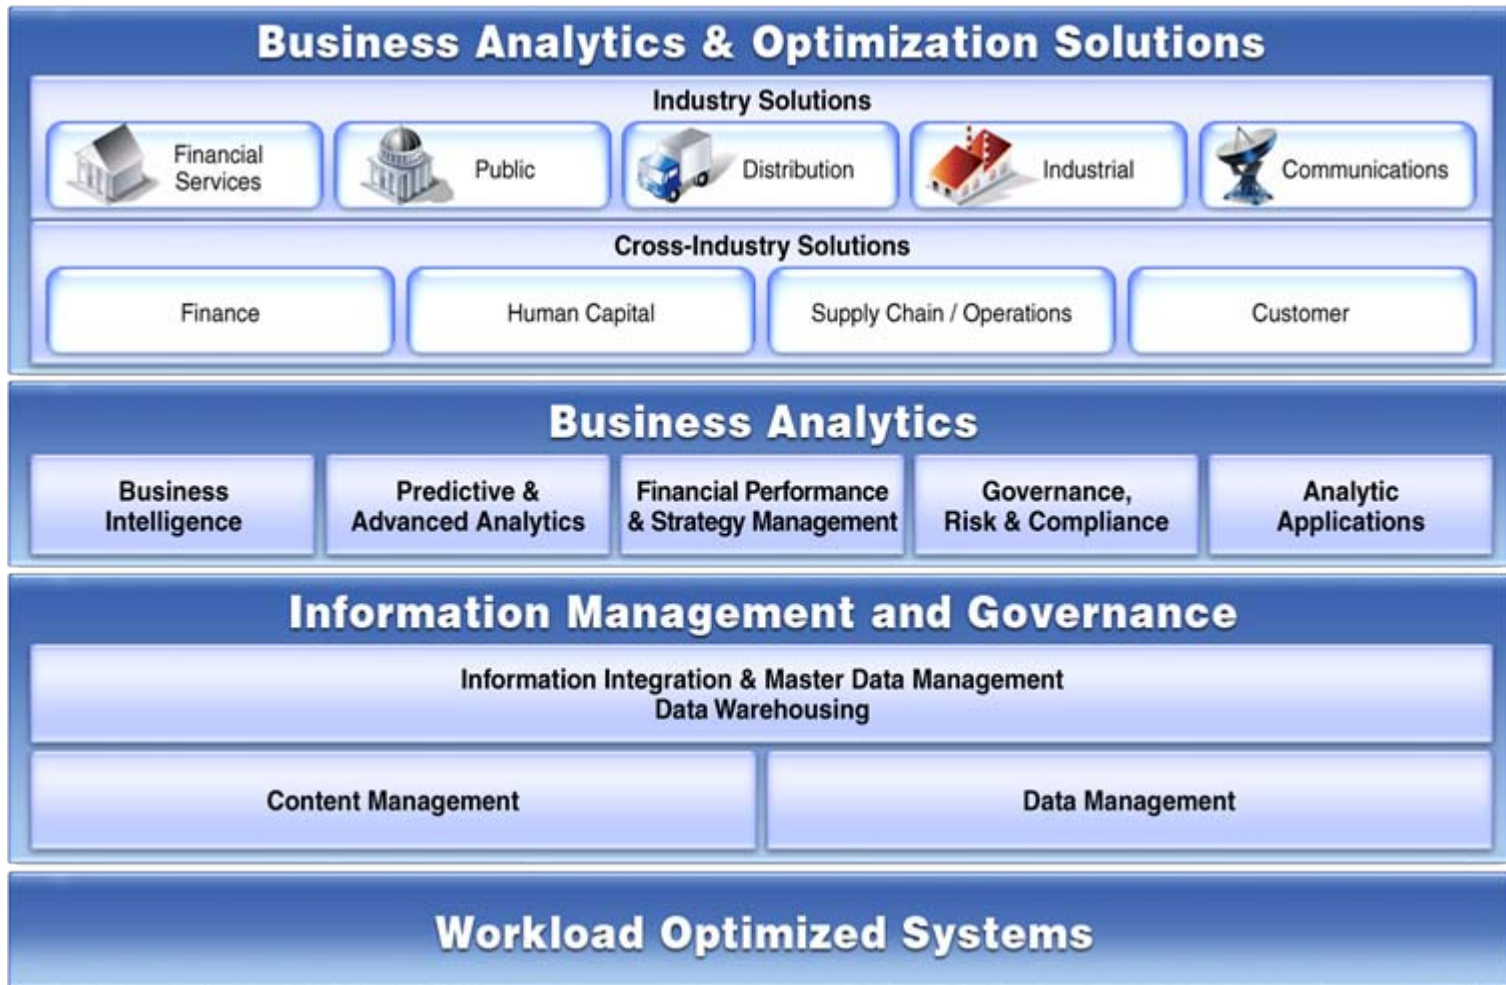 Business Analytics & Optimization Solutions
Industry Solutions
Financial
Services
Public
Distribution
Industrial
Communications
Cross-Industry Solutions
Finance
Human Capital
Supply Chain / Operations
Customer
Business Analytics
Business
Intelligence
Predictive &
Advanced Analytics
Financial Performance
& Strategy Management
Governance,
Risk & Compliance
Analytic
Applications
Information Management and Governance
Information Integration & Master Data Management
Data Warehousing
Content Management
Data Management
Workload Optimized Systems